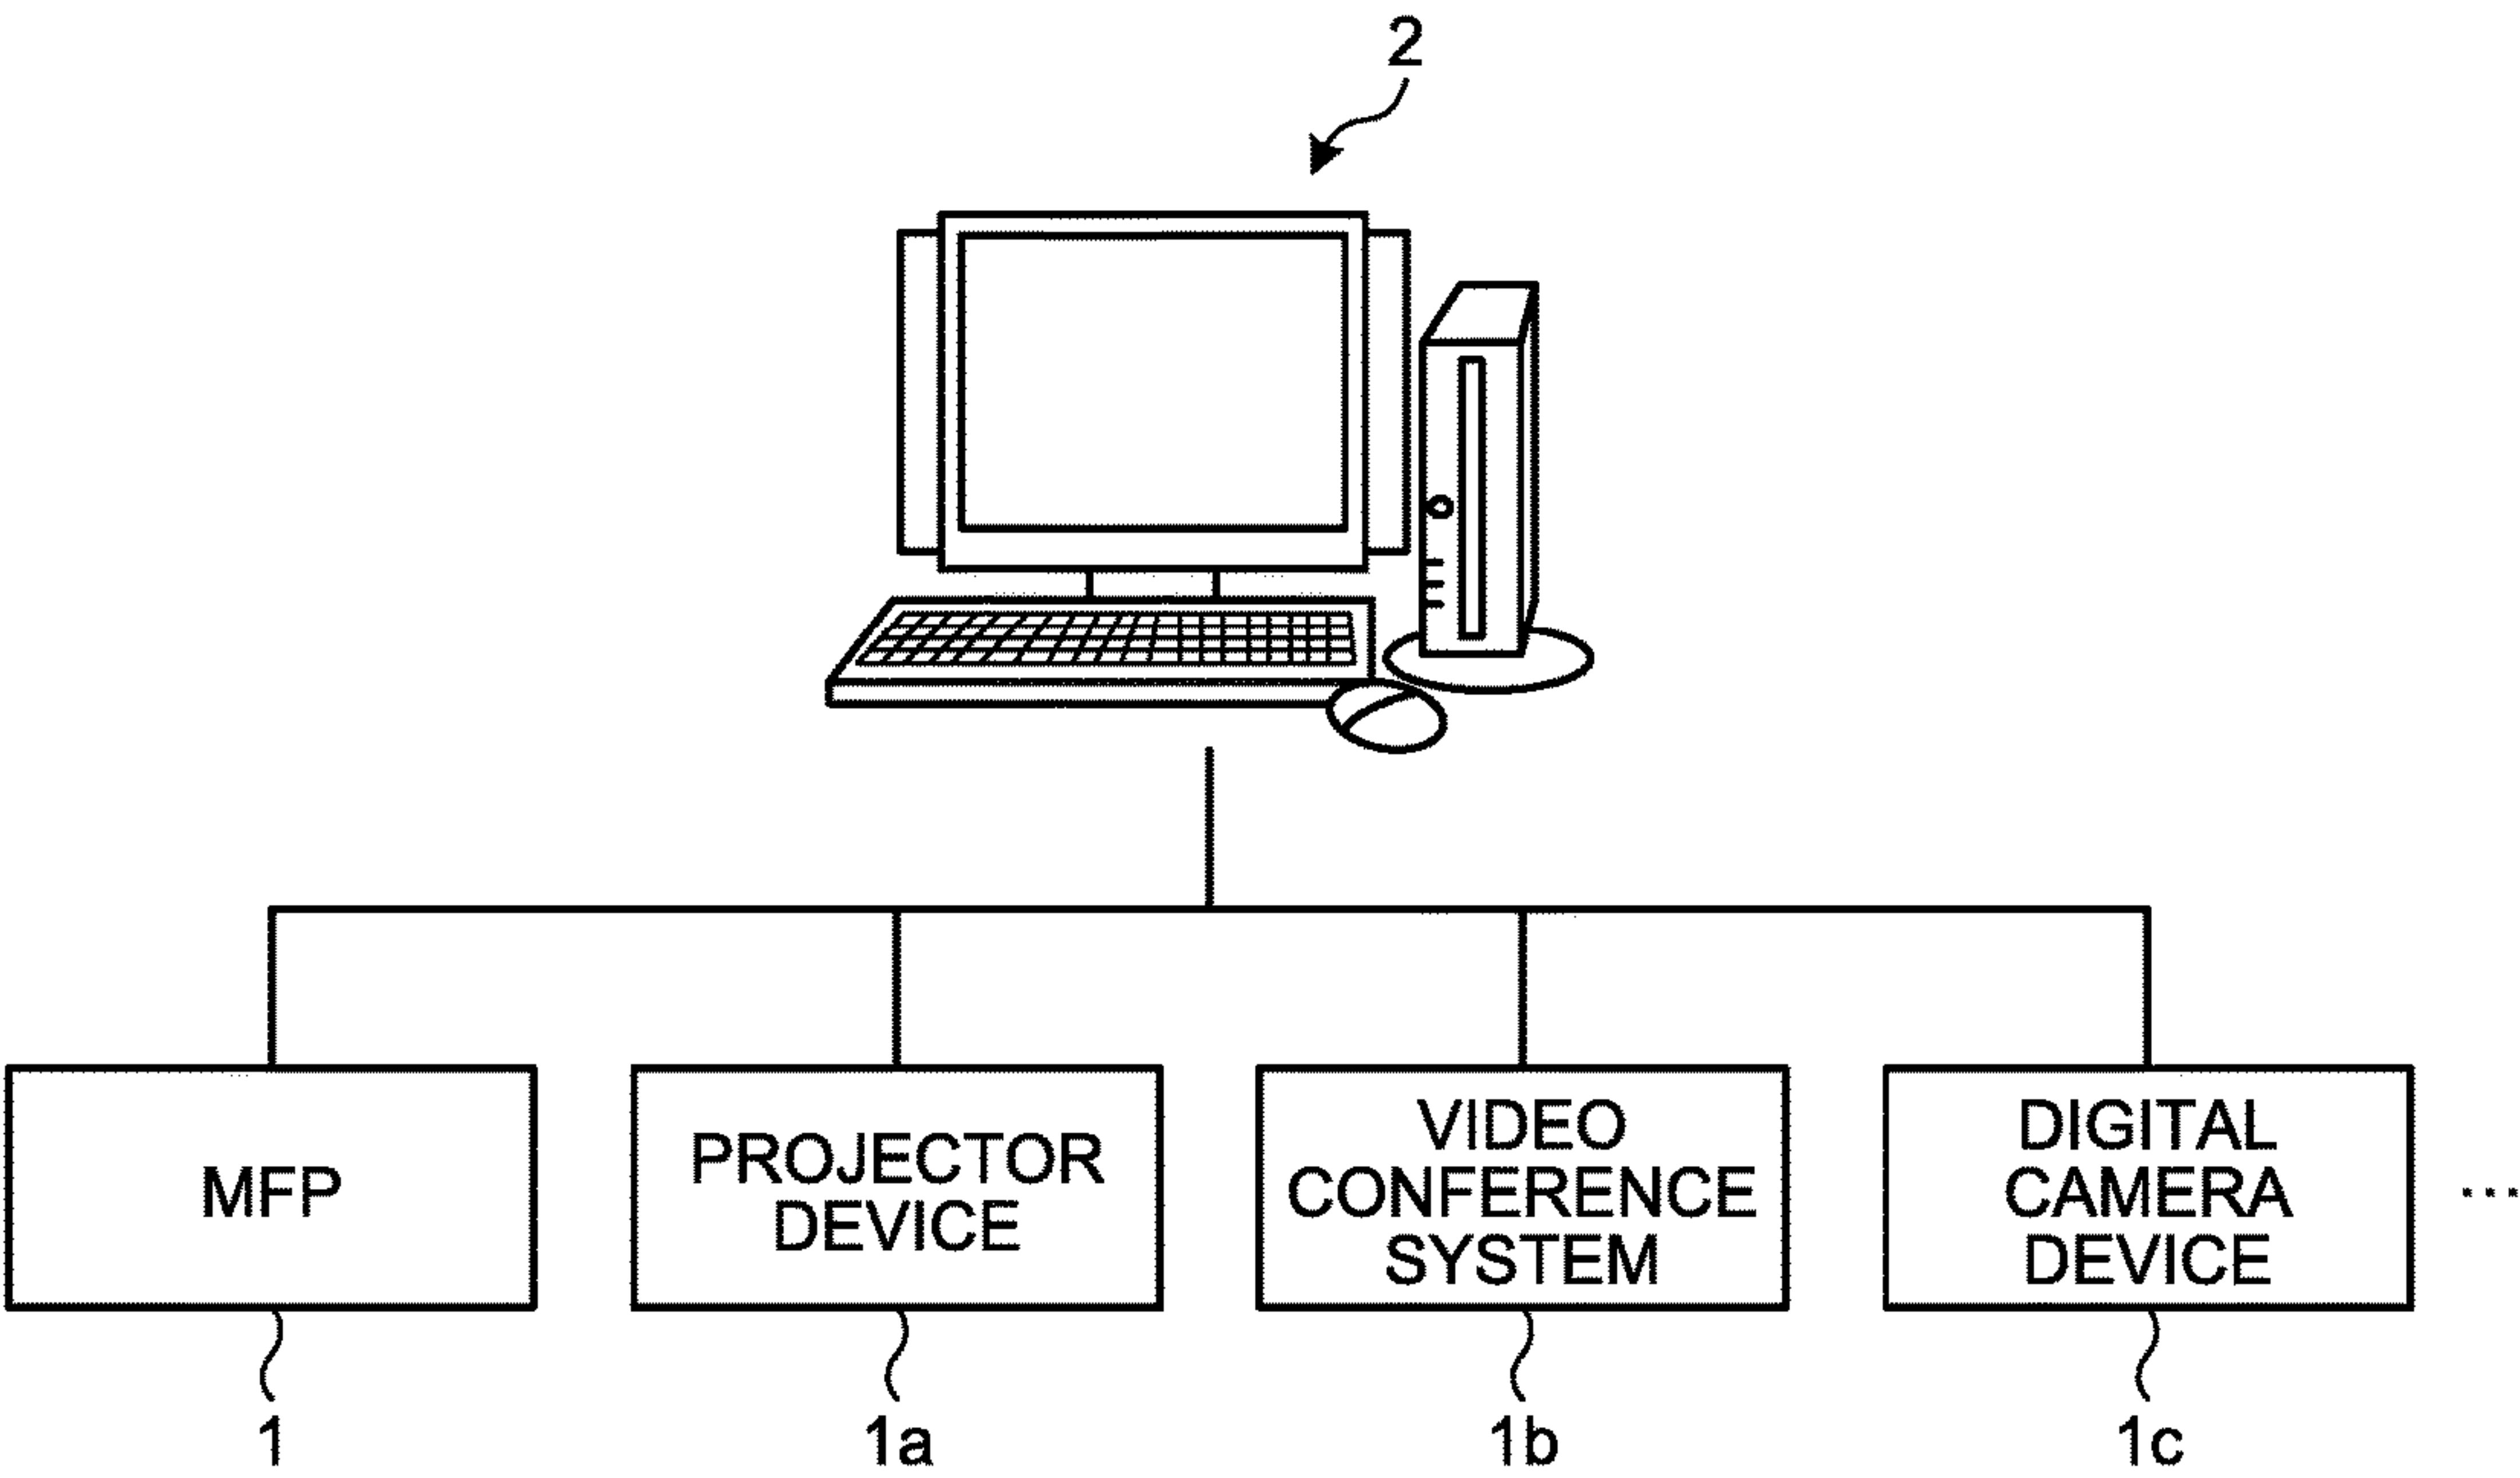 2
MFP
PROJECTOR
DEVICE
VIDEO
CONFERENCE
SYSTEM
DIGITAL
CAMERA
DEVICE
...
1
1a
1b
1c